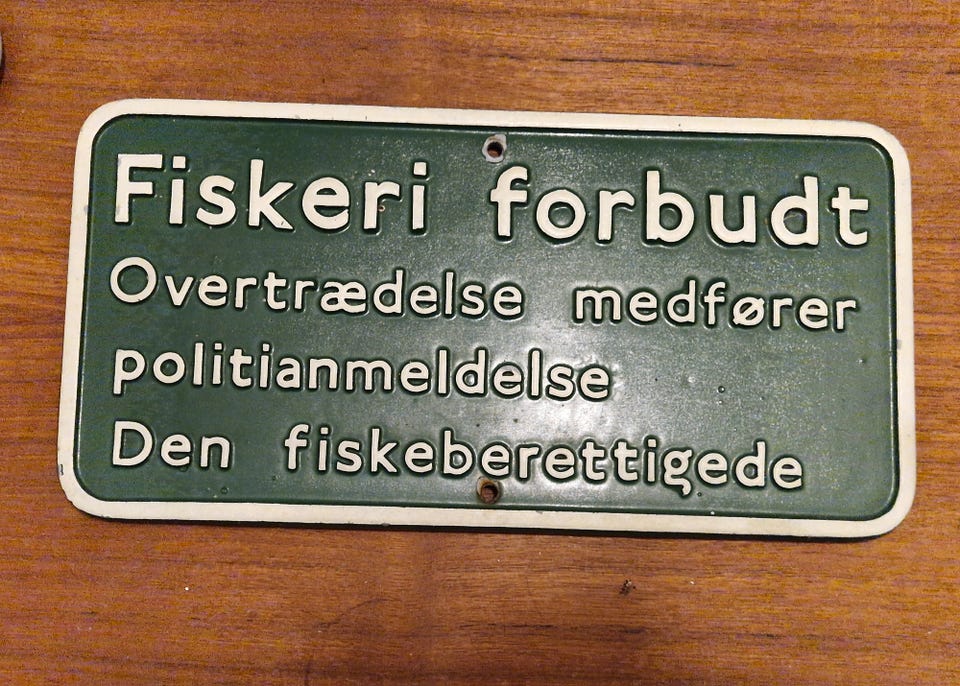 Fiskeri forbudt
Overtrædelse medfører
politianmeldelse
Den fiskeberettigede